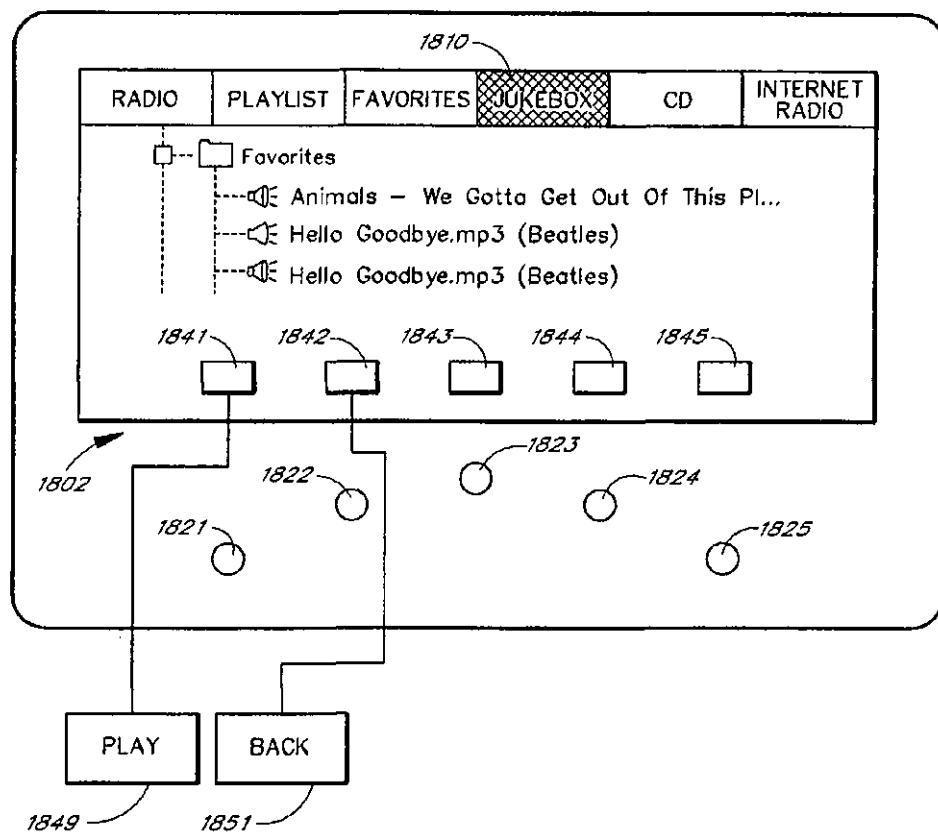 1810
RADIO PLAYLIST FAVORITES JUKEBOX CD INTERNET RADIO
Favorites
Animals – We Gotta Get Out Of This Pl...
Hello Goodbye.mp3 (Beatles)
Hello Goodbye.mp3 (Beatles)
1841 1842 1843 1844 1845
1802
1821 1822 1823 1824 1825
PLAY BACK
1849 1851